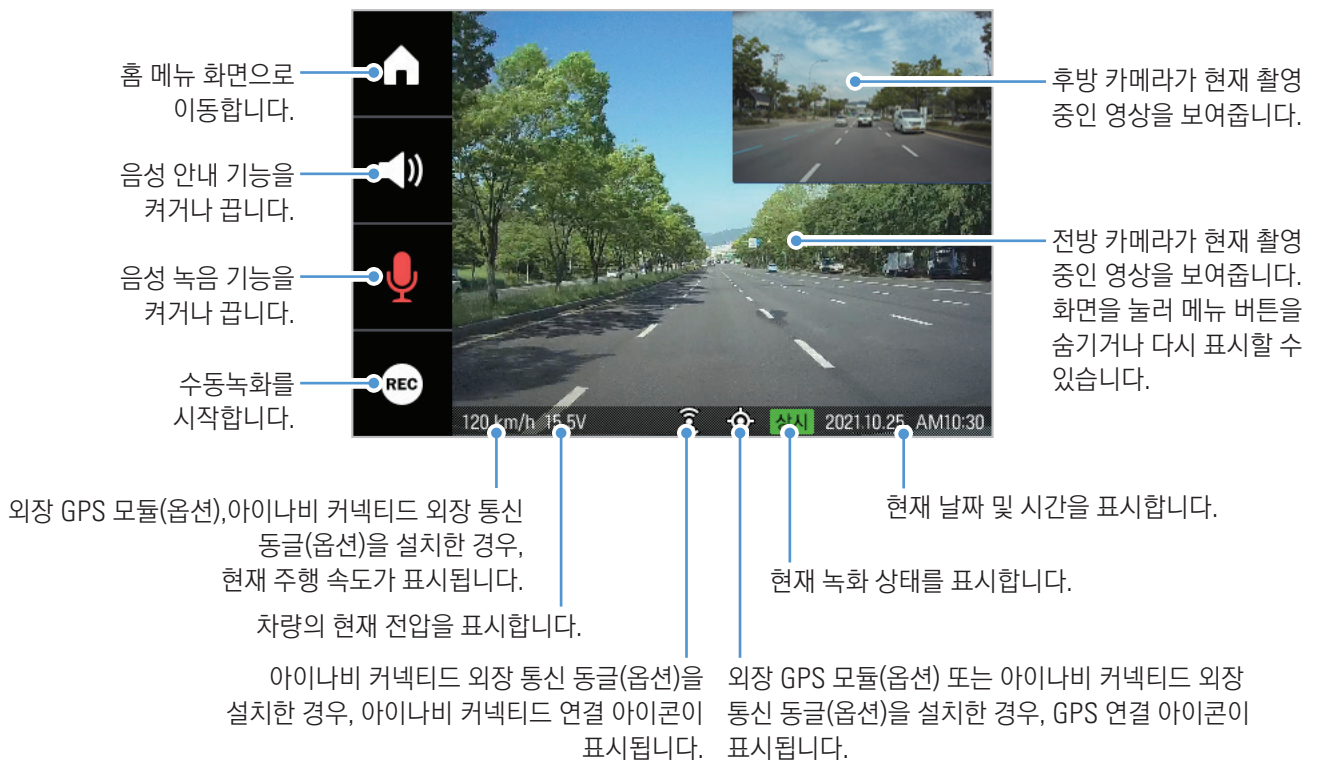 홈 메뉴 화면으로
이동합니다.
음성 안내 기능을
켜거나 끕니다.
음성 녹음 기능을
켜거나 끕니다.
수동녹화를
시작합니다.
REC
후방 카메라가 현재 촬영
중인 영상을 보여줍니다.
전방 카메라가 현재 촬영
중인 영상을 보여줍니다.
화면을 눌러 메뉴 버튼을
숨기거나 다시 표시할 수
있습니다.
120 km/h 15.5V 상시 2021.10.25 AM10:30
외장 GPS 모듈(옵션),아이나비 커넥티드 외장 통신
동글(옵션)을 설치한 경우,
현재 주행 속도가 표시됩니다.
차량의 현재 전압을 표시합니다.
아이나비 커넥티드 외장 통신 동글(옵션)을
설치한 경우, 아이나비 커넥티드 연결 아이콘이
표시됩니다.
외장 GPS 모듈(옵션) 또는 아이나비 커넥티드 외장
통신 동글(옵션)을 설치한 경우, GPS 연결 아이콘이
표시됩니다.
현재 녹화 상태를 표시합니다.
현재 날짜 및 시간을 표시합니다.